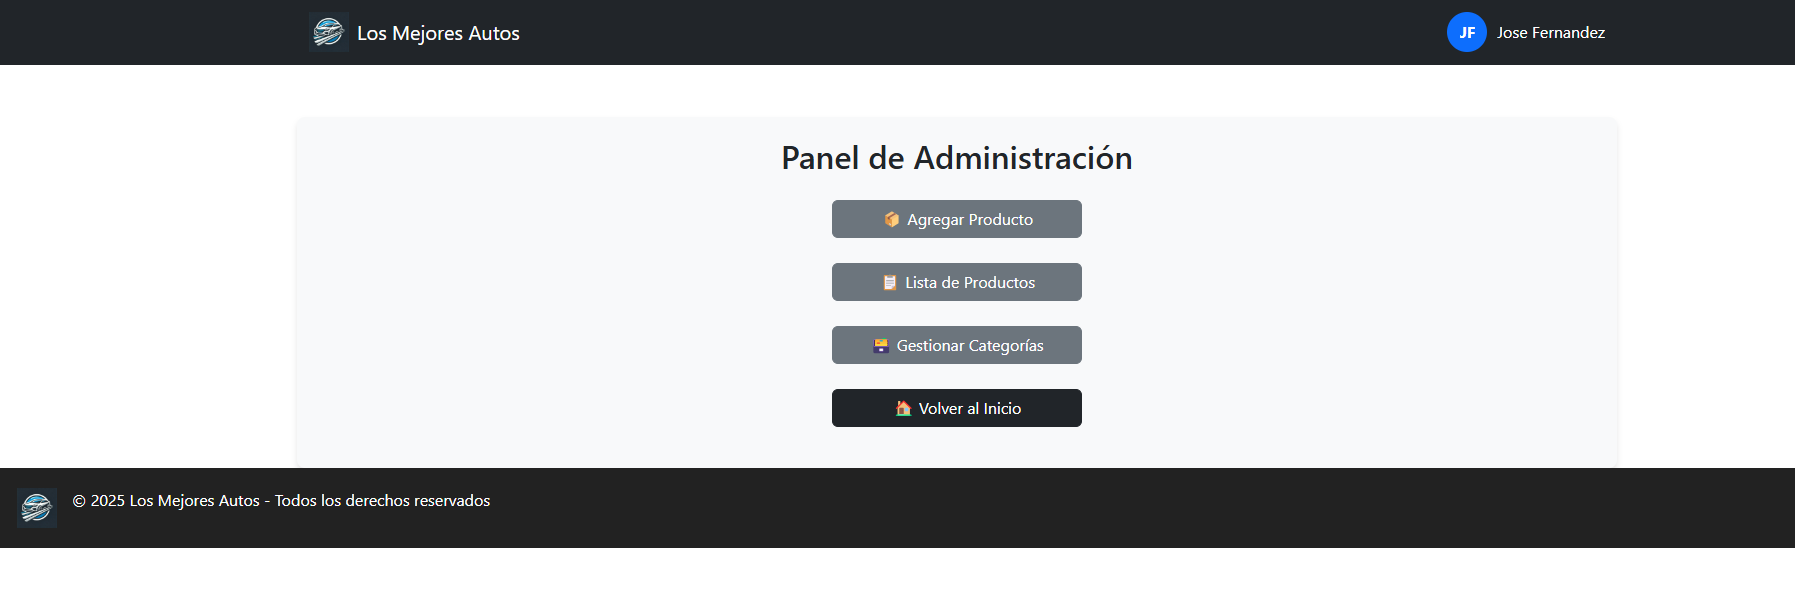 Los Mejores Autos
JF Jose Fernandez
Panel de Administración
Agregar Producto
Lista de Productos
Gestionar Categorías
Volver al Inicio
© 2025 Los Mejores Autos - Todos los derechos reservados